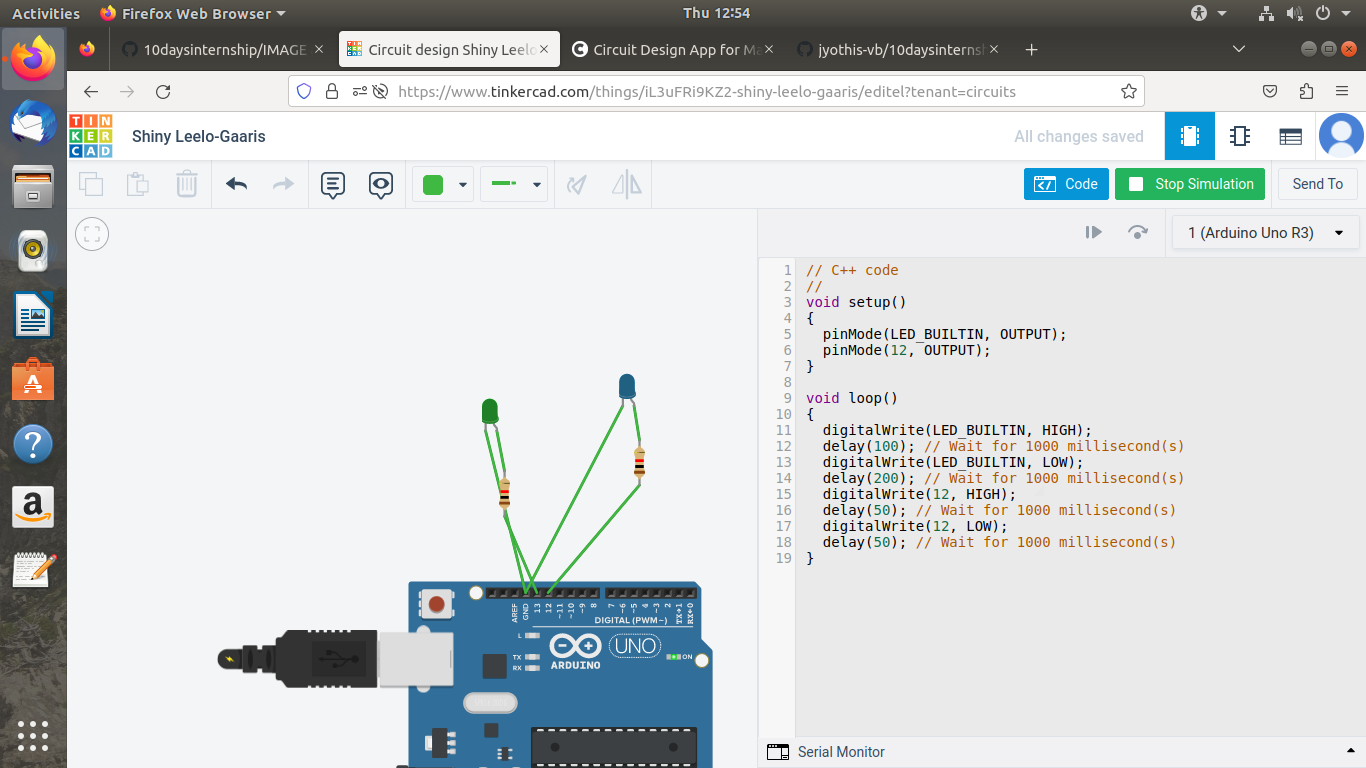 Activities
Firefox Web Browser
Thu 12:54
10daysinternship/IMAGE
Circuit design Shiny Leelo
Circuit Design App for Ma
jyothis-vb/10daysinternsh
https://www.tinkercad.com/things/iL3uFRi9KZ2-shiny-leelo-gaaris/editel?tenant=circuits
TIN
KER
CAD
Shiny Leelo-Gaaris
All changes saved
Code
Stop Simulation
Send To
1 (Arduino Uno R3)
1 // C++ code
2 //
3 void setup()
4 {
5   pinMode(LED_BUILTIN, OUTPUT);
6   pinMode(12, OUTPUT);
7 }
8
9 void loop()
10 {
11   digitalWrite(LED_BUILTIN, HIGH);
12   delay(100); // Wait for 1000 millisecond(s)
13   digitalWrite(LED_BUILTIN, LOW);
14   delay(200); // Wait for 1000 millisecond(s)
15   digitalWrite(12, HIGH);
16   delay(50); // Wait for 1000 millisecond(s)
17   digitalWrite(12, LOW);
18   delay(50); // Wait for 1000 millisecond(s)
19 }
AREF
GND
13
12
~11
~10
~9
8
7
~6
~5
4
~3
2
TX→1
RX←0
DIGITAL (PWM~)
L
TX
RX
UNO
ARDUINO
ON
Serial Monitor